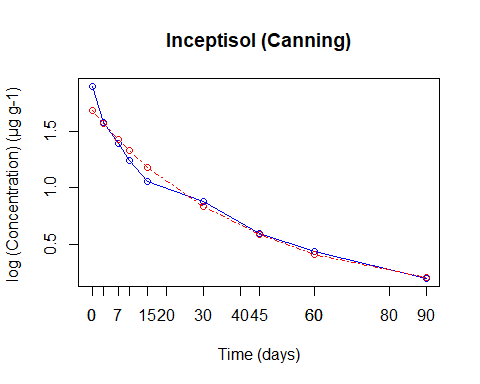 Inceptisol (Canning)
log (Concentration) (µg g-1)
1.5
1.0
0.5
0 7 1520 30 4045 60 80 90
Time (days)